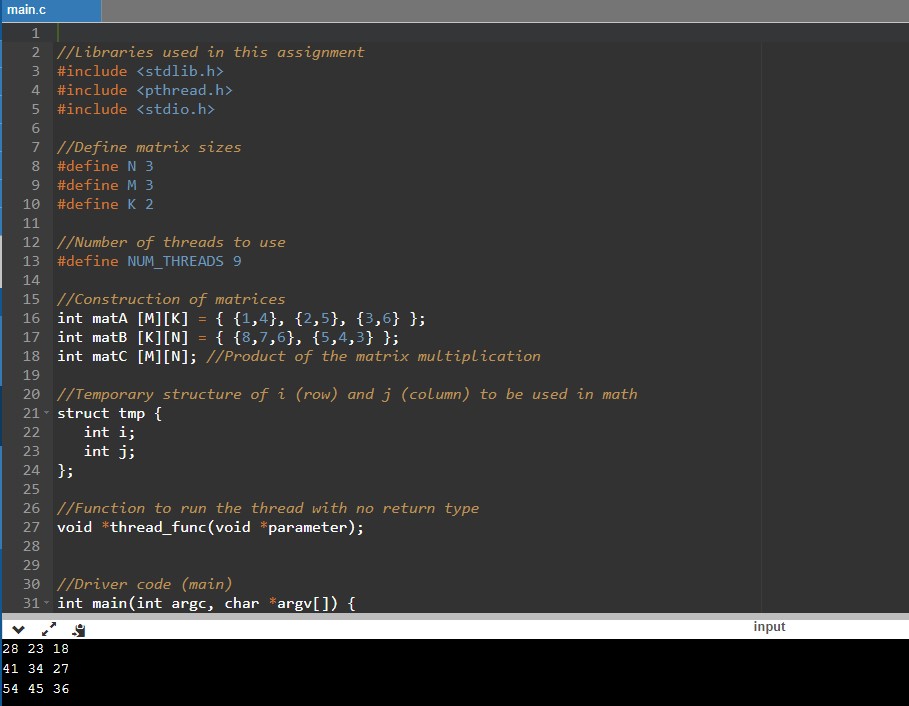 main.c
1
2 //Libraries used in this assignment
3 #include <stdlib.h>
4 #include <pthread.h>
5 #include <stdio.h>
6
7 //Define matrix sizes
8 #define N 3
9 #define M 3
10 #define K 2
11
12 //Number of threads to use
13 #define NUM_THREADS 9
14
15 //Construction of matrices
16 int matA [M][K] = { {1,4}, {2,5}, {3,6} };
17 int matB [K][N] = { {8,7,6}, {5,4,3} };
18 int matC [M][N]; //Product of the matrix multiplication
19
20 //Temporary structure of i (row) and j (column) to be used in math
21 struct tmp {
22    int i;
23    int j;
24 };
25
26 //Function to run the thread with no return type
27 void *thread_func(void *parameter);
28
29
30 //Driver code (main)
31 int main(int argc, char *argv[]) {
input
28 23 18
41 34 27
54 45 36